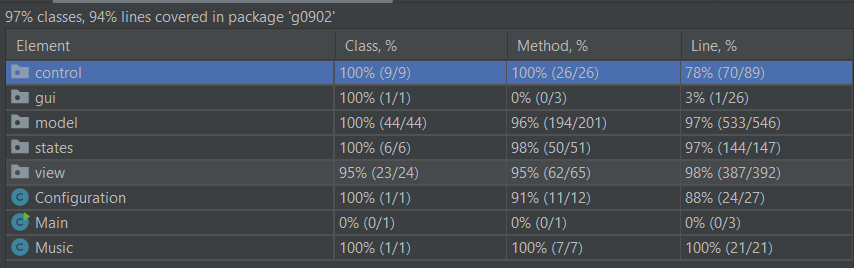 97% classes, 94% lines covered in package 'g0902'
Element Class, % Method, % Line, %
control 100% (9/9) 100% (26/26) 78% (70/89)
gui 100% (1/1) 0% (0/3) 3% (1/26)
model 100% (44/44) 96% (194/201) 97% (533/546)
states 100% (6/6) 98% (50/51) 97% (144/147)
view 95% (23/24) 95% (62/65) 98% (387/392)
Configuration 100% (1/1) 91% (11/12) 88% (24/27)
Main 0% (0/1) 0% (0/1) 0% (0/3)
Music 100% (1/1) 100% (7/7) 100% (21/21)